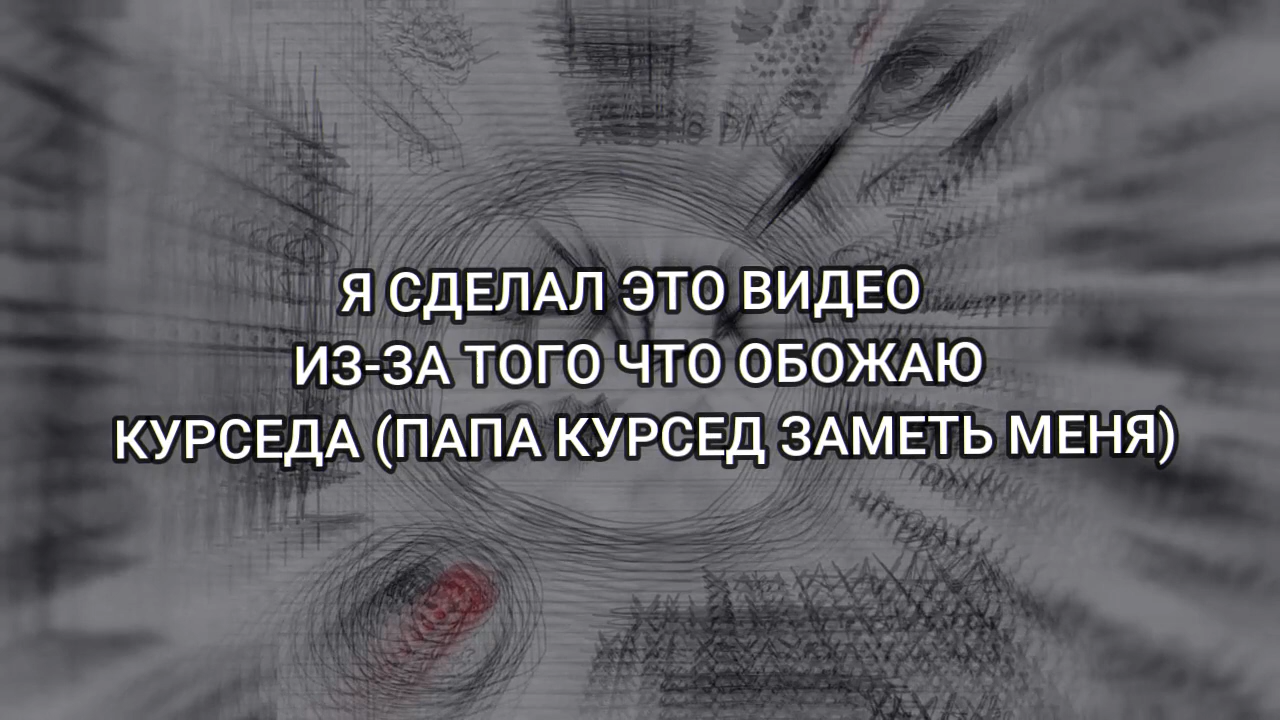 Я СДЕЛАЛ ЭТО ВИДЕО
ИЗ-ЗА ТОГО ЧТО ОБОЖАЮ
КУРСЕДА (ПАПА КУРСЕД ЗАМЕТЬ МЕНЯ)